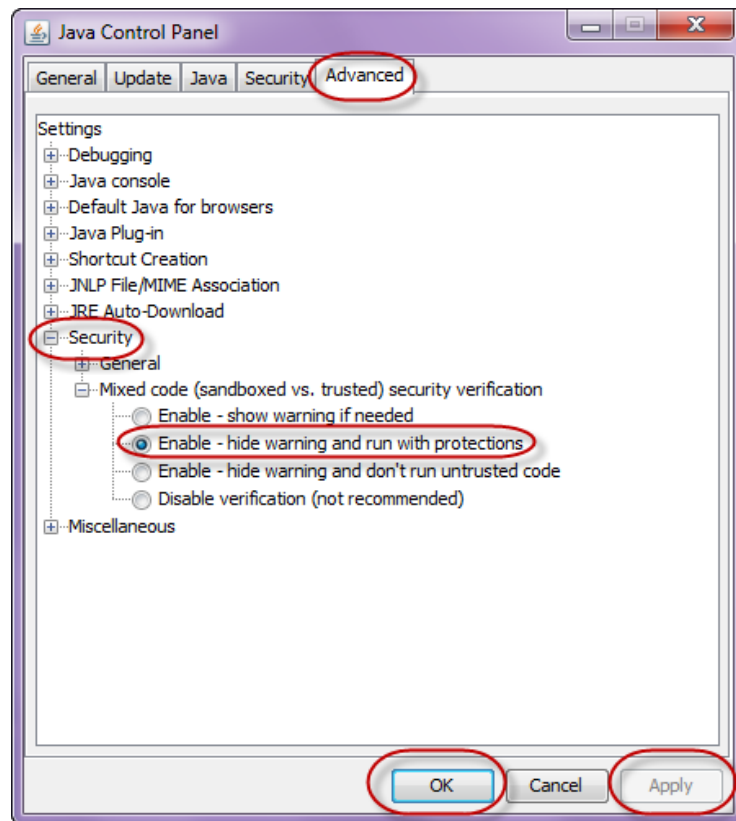 Java Control Panel
General Update Java Security Advanced
Settings
Debugging
Java console
Default Java for browsers
Java Plug-in
Shortcut Creation
JNLP File/MIME Association
JRE Auto-Download
Security
General
Mixed code (sandboxed vs. trusted) security verification
Enable - show warning if needed
Enable - hide warning and run with protections
Enable - hide warning and don't run untrusted code
Disable verification (not recommended)
Miscellaneous
OK Cancel Apply